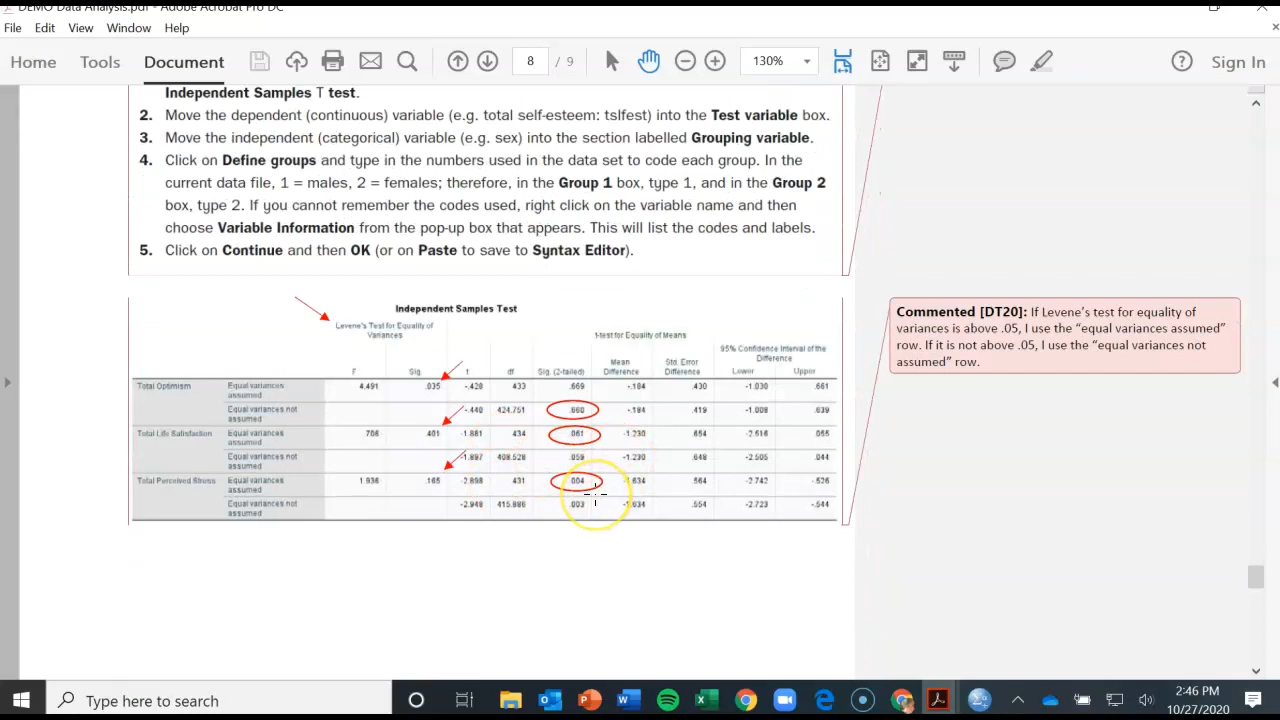 DEMO Data Analysis.pdf - Adobe Acrobat Pro DC
File Edit View Window Help
Home Tools Document 8 / 9 130% Sign In
Independent Samples T test.
2. Move the dependent (continuous) variable (e.g. total self-esteem: tslfest) into the Test variable box.
3. Move the independent (categorical) variable (e.g. sex) into the section labelled Grouping variable.
4. Click on Define groups and type in the numbers used in the data set to code each group. In the
current data file, 1 = males, 2 = females; therefore, in the Group 1 box, type 1, and in the Group 2
box, type 2. If you cannot remember the codes used, right click on the variable name and then
choose Variable Information from the pop-up box that appears. This will list the codes and labels.
5. Click on Continue and then OK (or on Paste to save to Syntax Editor).
Independent Samples Test
Levene's Test for Equality of
Variances
t-test for Equality of Means
95% Confidence Interval of the
Difference
Mean
Difference
Std. Error
Difference
F Sig. t df Sig. (2-tailed) Lower Upper
Total Optimism Equal variances
assumed 4.491 .035 -.428 433 .669 -.184 .430 -1.030 .661
Equal variances not
assumed -.440 424.751 .660 -.184 .419 -1.008 .639
Total Life Satisfaction Equal variances
assumed .706 .401 -1.881 434 .061 -1.230 .654 -2.516 .055
Equal variances not
assumed -1.897 408.528 .058 -1.230 .648 -2.505 .044
Total Perceived Stress Equal variances
assumed 1.936 .165 -2.898 431 .004 -1.634 .564 -2.742 -.526
Equal variances not
assumed -2.948 415.886 .003 -1.634 .554 -2.723 -.544
Commented [DT20]: If Levene's test for equality of
variances is above .05, I use the "equal variances assumed"
row. If it is not above .05, I use the "equal variances not
assumed" row.
Type here to search
2:46 PM
10/27/2020